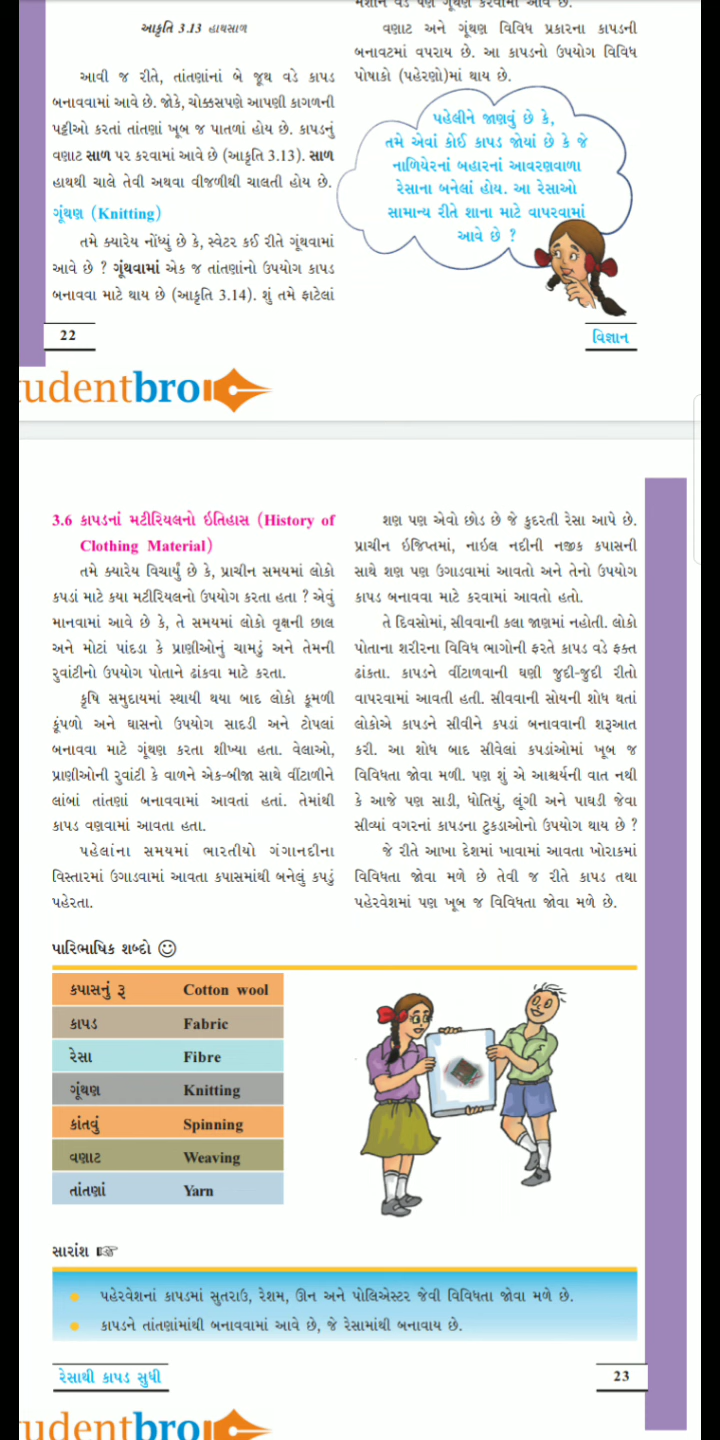 આકૃતિ 3.13 હાથસાળ
આવી જ રીતે, તાંતણાંનાં બે જૂથ વડે કાપડ
બનાવવામાં આવે છે. જોકે, ચોક્કસપણે આપણી કાગળની
પટ્ટીઓ કરતાં તાંતણાં ખૂબ જ પાતળાં હોય છે. કાપડનું
વણાટ સાળ પર કરવામાં આવે છે (આકૃતિ 3.13). સાળ
હાથથી ચાલે તેવી અથવા વીજળીથી ચાલતી હોય છે.
ગૂંથણ (Knitting)
તમે ક્યારેય નોંધ્યું છે કે, સ્વેટર કઈ રીતે ગૂંથવામાં
આવે છે ? ગૂંથવામાં એક જ તાંતણાંનો ઉપયોગ કાપડ
બનાવવા માટે થાય છે (આકૃતિ 3.14). શું તમે ફાટેલાં
મશીન વડે પણ ગૂંથણ કરવામાં આવે છે.
વણાટ અને ગૂંથણ વિવિધ પ્રકારના કાપડની
બનાવટમાં વપરાય છે. આ કાપડનો ઉપયોગ વિવિધ
પોષાકો (પહેરણો)માં થાય છે.
પહેલીને જાણવું છે કે,
તમે એવાં કોઈ કાપડ જોયાં છે કે જે
નાળિયેરનાં બહારનાં આવરણવાળા
રેસાના બનેલાં હોય. આ રેસાઓ
સામાન્ય રીતે શાના માટે વાપરવામાં
આવે છે ?
22
વિજ્ઞાન
tudentbro
3.6 કાપડનાં મટીરિયલનો ઇતિહાસ (History of
Clothing Material)
તમે ક્યારેય વિચાર્યું છે કે, પ્રાચીન સમયમાં લોકો
કપડાં માટે કયા મટીરિયલનો ઉપયોગ કરતા હતા ? એવું
માનવામાં આવે છે કે, તે સમયમાં લોકો વૃક્ષની છાલ
અને મોટાં પાંદડા કે પ્રાણીઓનું ચામડું અને તેમની
રુવાંટીનો ઉપયોગ પોતાને ઢાંકવા માટે કરતા.
કૃષિ સમુદાયમાં સ્થાયી થયા બાદ લોકો કૂમળી
કૂંપળો અને ઘાસનો ઉપયોગ સાદડી અને ટોપલાં
બનાવવા માટે ગૂંથણ કરતા શીખ્યા હતા. વેલાઓ,
પ્રાણીઓની રુવાંટી કે વાળને એક-બીજા સાથે વીંટાળીને
લાંબાં તાંતણાં બનાવવામાં આવતાં હતાં. તેમાંથી
કાપડ વણવામાં આવતા હતા.
પહેલાંના સમયમાં ભારતીયો ગંગાનદીના
વિસ્તારમાં ઉગાડવામાં આવતા કપાસમાંથી બનેલું કપડું
પહેરતા.
શણ પણ એવો છોડ છે જે કુદરતી રેસા આપે છે.
પ્રાચીન ઇજિપ્તમાં, નાઇલ નદીની નજીક કપાસની
સાથે શણ પણ ઉગાડવામાં આવતો અને તેનો ઉપયોગ
કાપડ બનાવવા માટે કરવામાં આવતો હતો.
તે દિવસોમાં, સીવવાની કલા જાણમાં નહોતી. લોકો
પોતાના શરીરના વિવિધ ભાગોની ફરતે કાપડ વડે ફક્ત
ઢાંકતા. કાપડને વીંટાળવાની ઘણી જુદી-જુદી રીતો
વાપરવામાં આવતી હતી. સીવવાની સોયની શોધ થતાં
લોકોએ કાપડને સીવીને કપડાં બનાવવાની શરૂઆત
કરી. આ શોધ બાદ સીવેલાં કપડાંઓમાં ખૂબ જ
વિવિધતા જોવા મળી. પણ શું એ આશ્ચર્યની વાત નથી
કે આજે પણ સાડી, ધોતિયું, લૂંગી અને પાઘડી જેવા
સીવ્યાં વગરનાં કાપડના ટુકડાઓનો ઉપયોગ થાય છે ?
જે રીતે આખા દેશમાં ખાવામાં આવતા ખોરાકમાં
વિવિધતા જોવા મળે છે તેવી જ રીતે કાપડ તથા
પહેરવેશમાં પણ ખૂબ જ વિવિધતા જોવા મળે છે.
પારિભાષિક શબ્દો
કપાસનું રૂ Cotton wool
કાપડ Fabric
રેસા Fibre
ગૂંથણ Knitting
કાંતવું Spinning
વણાટ Weaving
તાંતણાં Yarn
સારાંશ
પહેરવેશનાં કાપડમાં સુતરાઉ, રેશમ, ઊન અને પોલિએસ્ટર જેવી વિવિધતા જોવા મળે છે.
કાપડને તાંતણાંમાંથી બનાવવામાં આવે છે, જે રેસામાંથી બનાવાય છે.
રેસાથી કાપડ સુધી
23
tudentbro